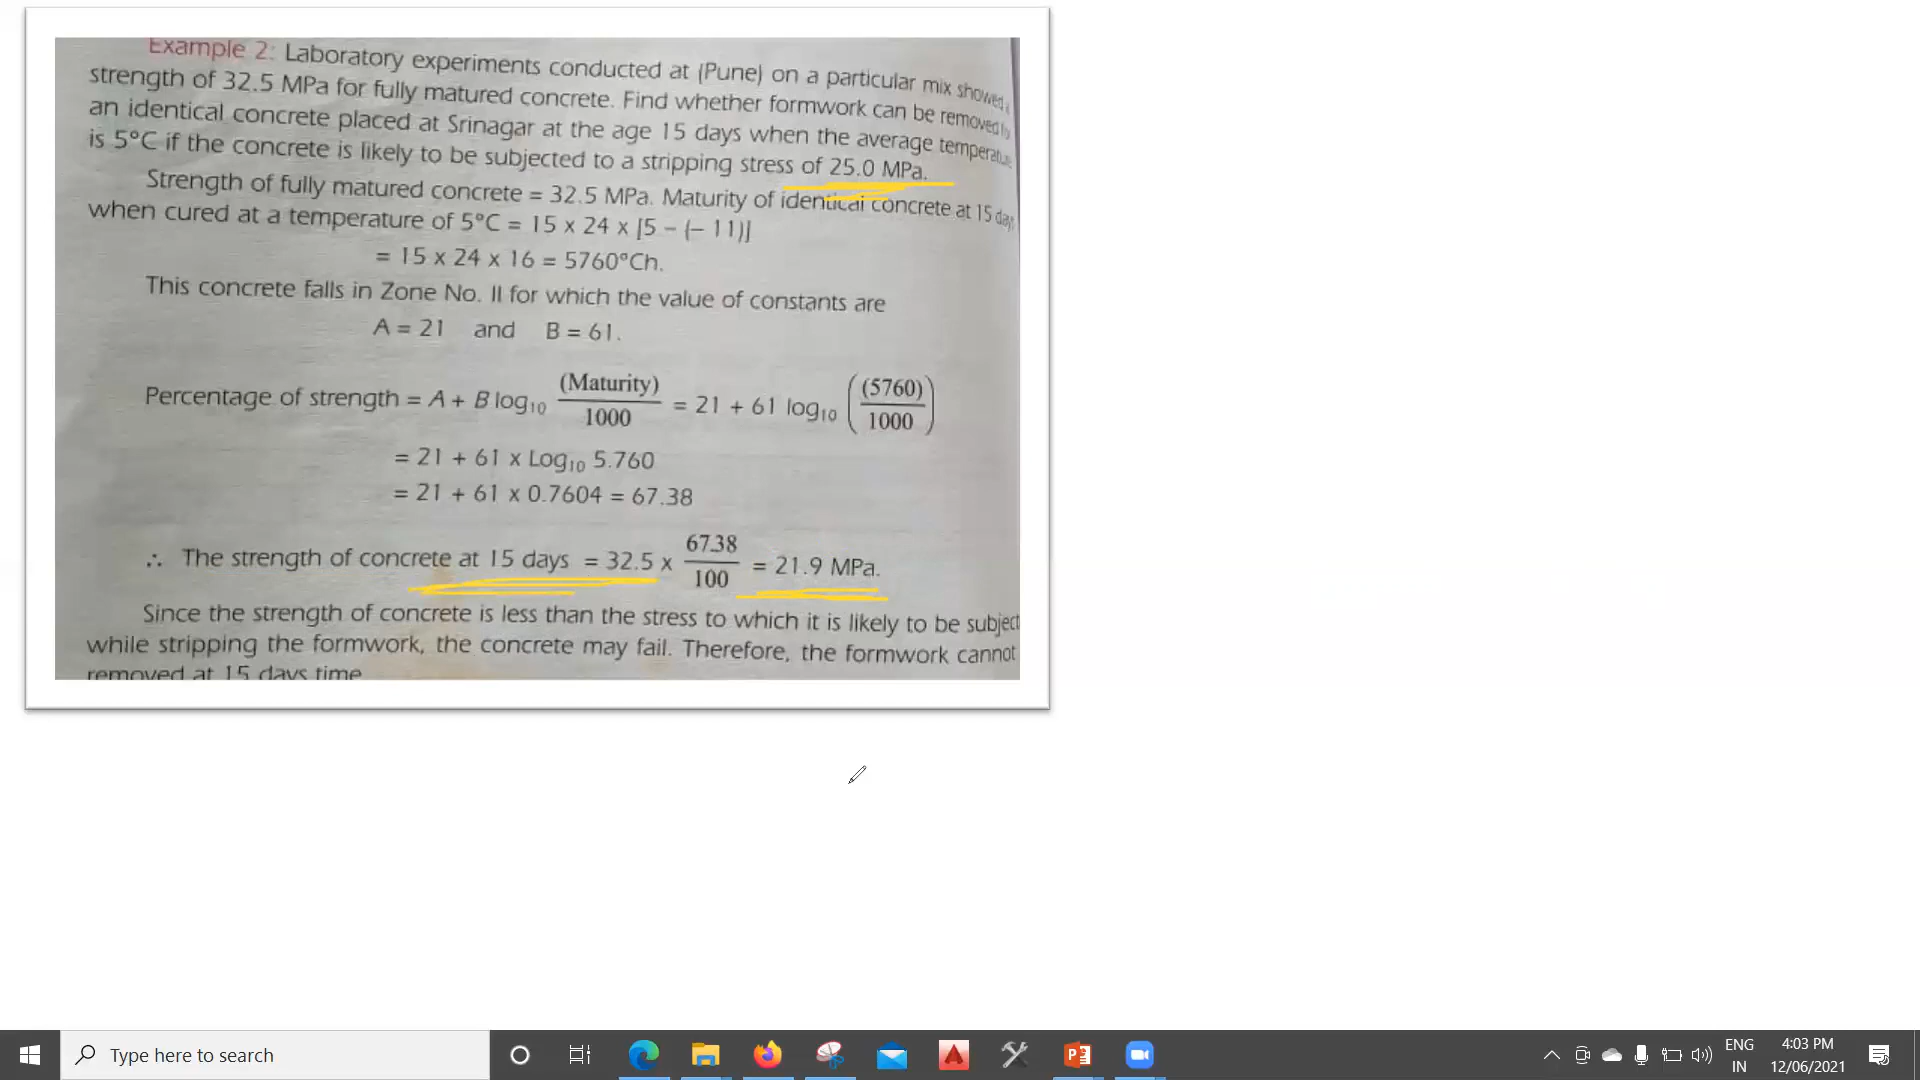 Example 2: Laboratory experiments conducted at (Pune) on a particular mix showed a
strength of 32.5 MPa for fully matured concrete. Find whether formwork can be removed
an identical concrete placed at Srinagar at the age 15 days when the average temperature
is 5°C if the concrete is likely to be subjected to a stripping stress of 25.0 MPa.
Strength of fully matured concrete = 32.5 MPa. Maturity of identical concrete at 15 day
when cured at a temperature of 5°C = 15 x 24 x [5 – (– 11)]
= 15 x 24 x 16 = 5760°Ch.
This concrete falls in Zone No. II for which the value of constants are
A = 21 and B = 61.
Percentage of strength = A + B log10 (Maturity)/1000 = 21 + 61 log10 ((5760)/1000)
= 21 + 61 x Log10 5.760
= 21 + 61 x 0.7604 = 67.38
∴ The strength of concrete at 15 days = 32.5 x 67.38/100 = 21.9 MPa.
Since the strength of concrete is less than the stress to which it is likely to be subject
while stripping the formwork, the concrete may fail. Therefore, the formwork cannot
removed at 15 days time
Type here to search
ENG
IN
4:03 PM
12/06/2021